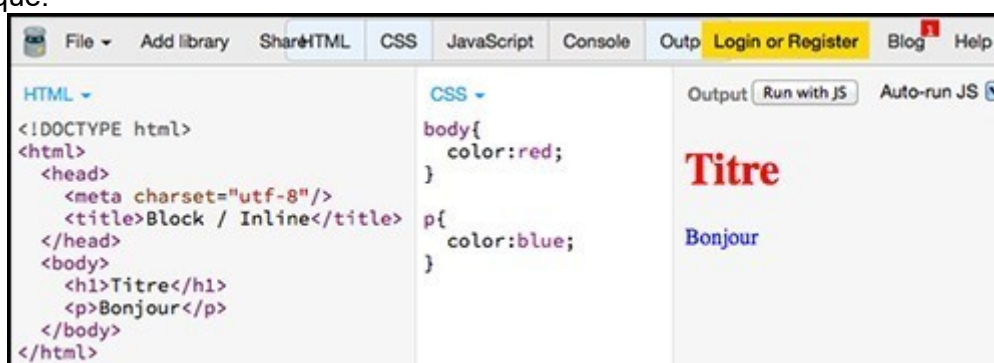 que:
File Add library ShareHTML CSS JavaScript Console Outp Login or Register Blog 1 Help
HTML
<!DOCTYPE html>
<html>
<head>
<meta charset="utf-8"/>
<title>Block / Inline</title>
</head>
<body>
<h1>Titre</h1>
<p>Bonjour</p>
</body>
</html>
CSS
body{
color:red;
}
p{
color:blue;
}
Output Run with JS Auto-run JS
Titre
Bonjour